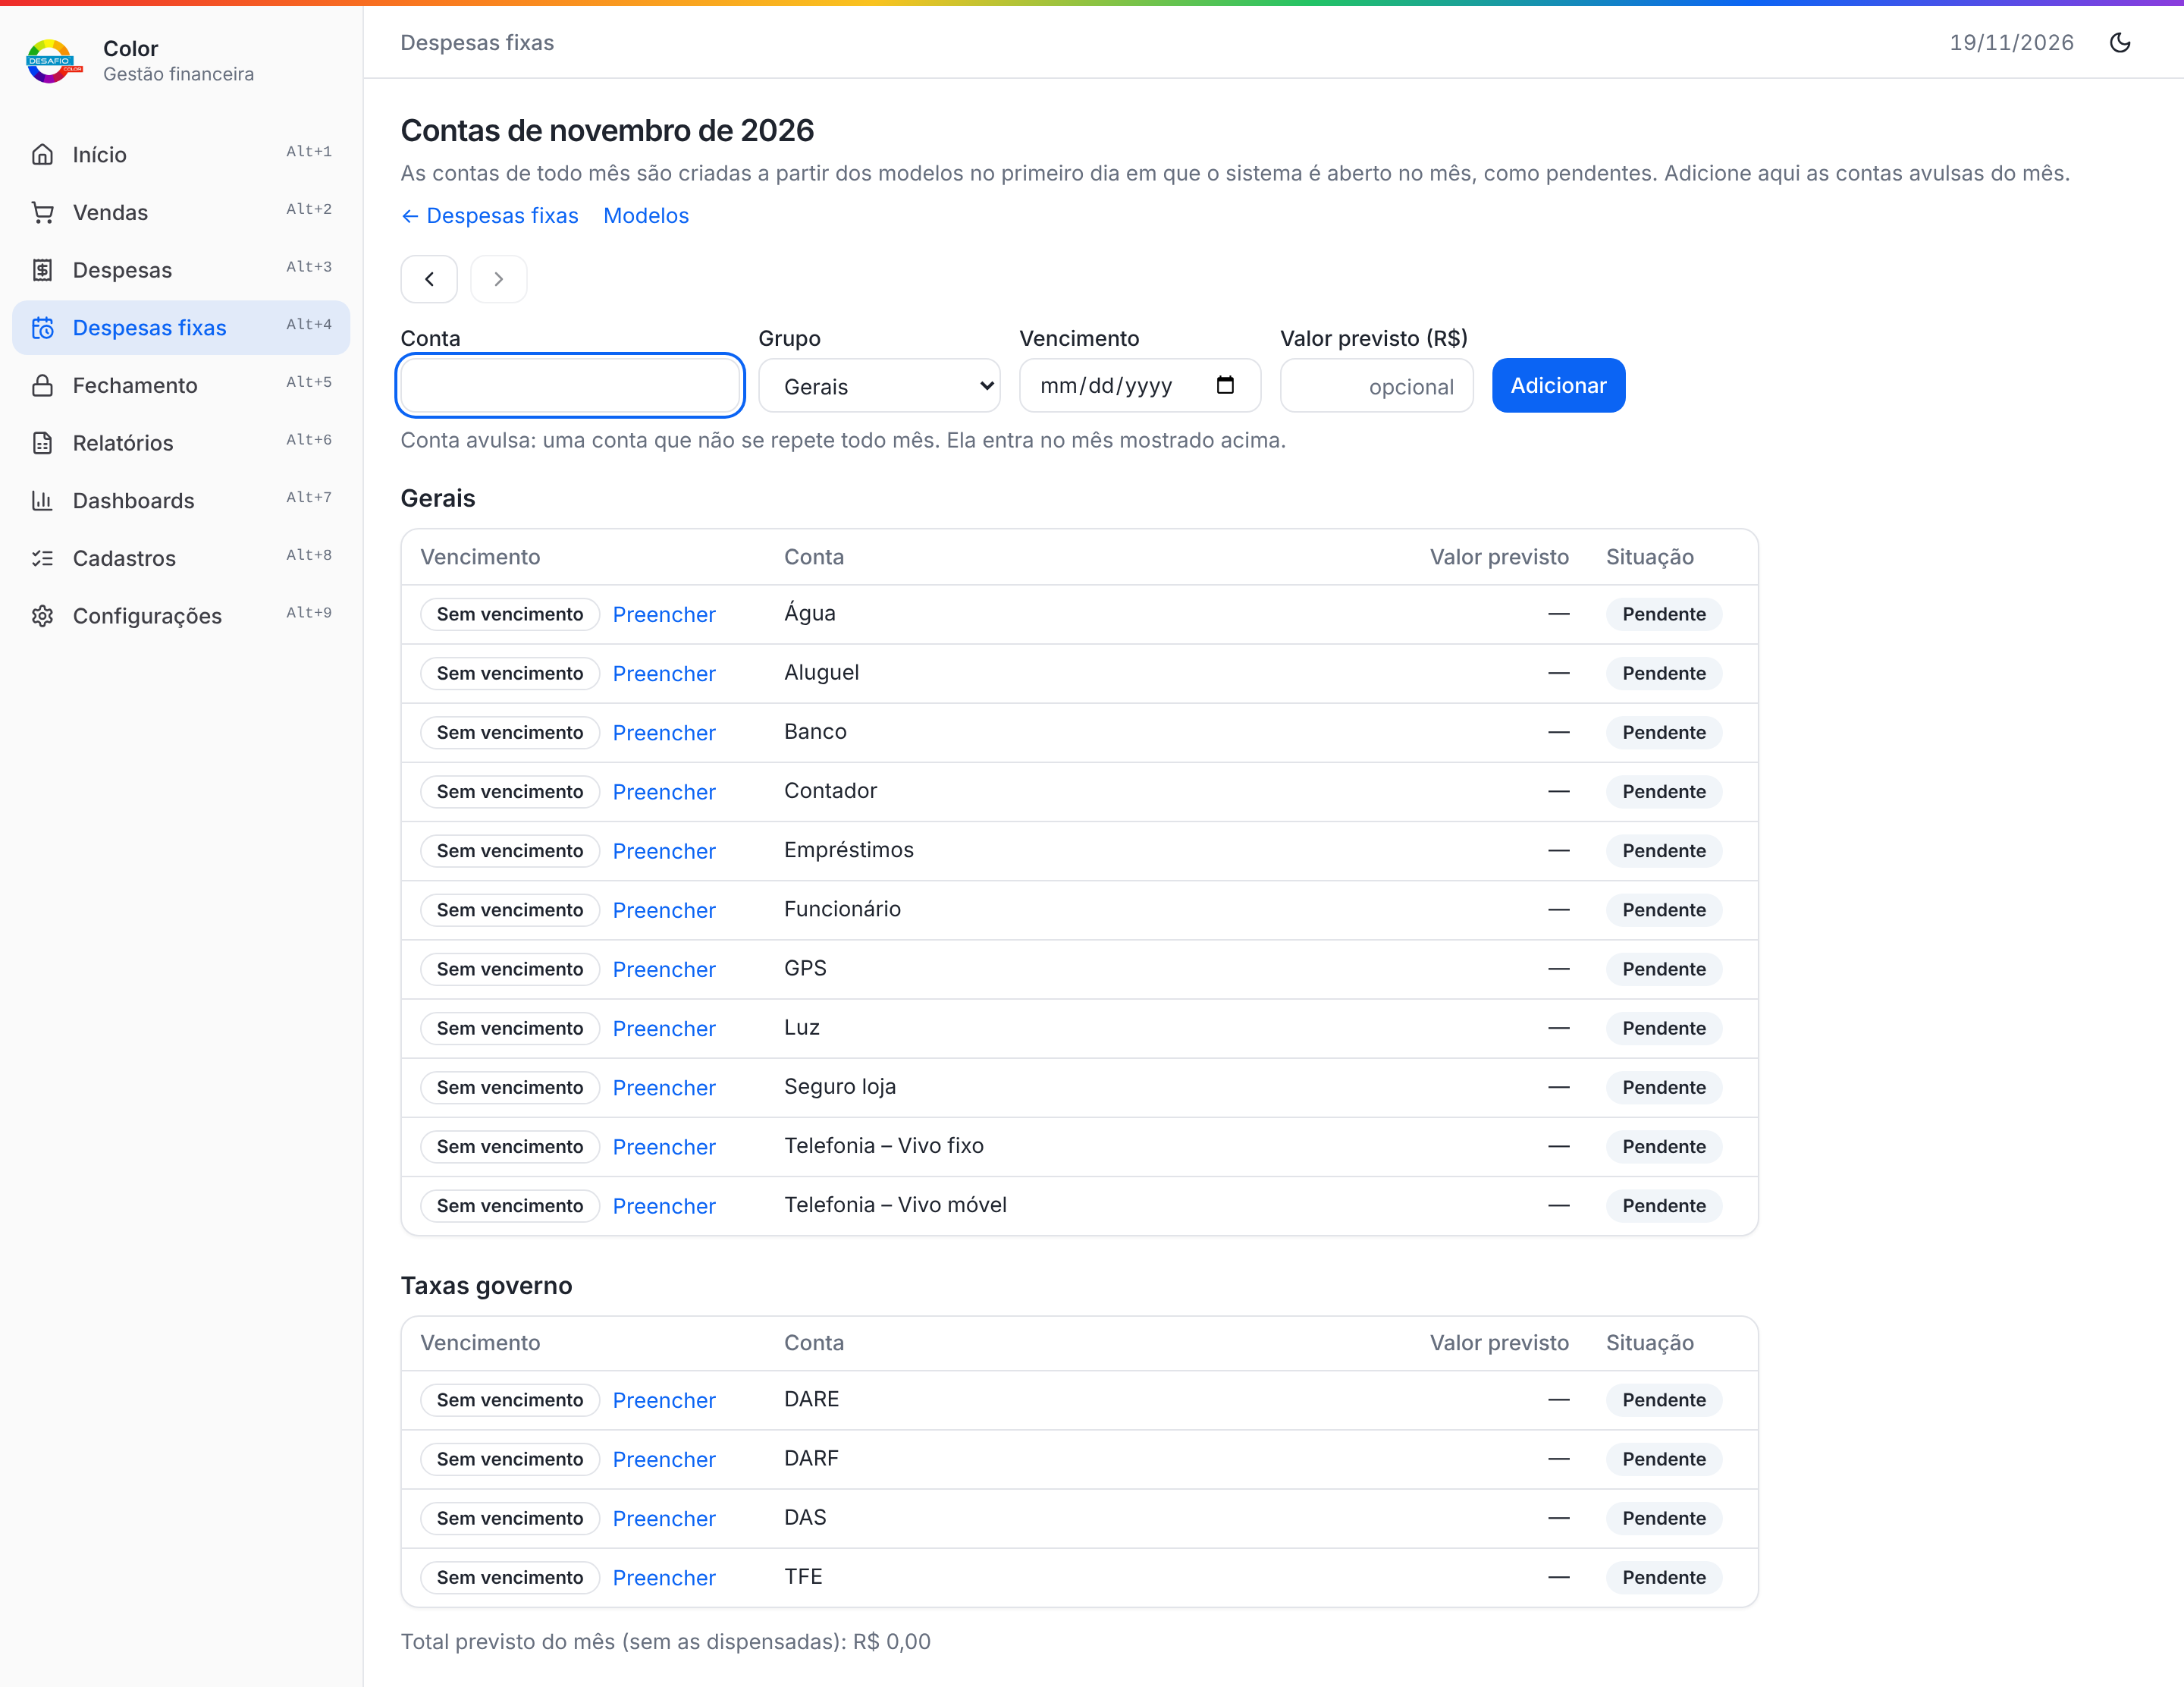 DESAFIO
COLOR
Color
Gestão financeira
Despesas fixas
19/11/2026
Início Alt+1
Vendas Alt+2
Despesas Alt+3
Despesas fixas Alt+4
Fechamento Alt+5
Relatórios Alt+6
Dashboards Alt+7
Cadastros Alt+8
Configurações Alt+9
Contas de novembro de 2026
As contas de todo mês são criadas a partir dos modelos no primeiro dia em que o sistema é aberto no mês, como pendentes. Adicione aqui as contas avulsas do mês.
← Despesas fixas Modelos
Conta Grupo Vencimento Valor previsto (R$)
Gerais mm/dd/yyyy opcional Adicionar
Conta avulsa: uma conta que não se repete todo mês. Ela entra no mês mostrado acima.
Gerais
Vencimento Conta Valor previsto Situação
Sem vencimento Preencher Água — Pendente
Sem vencimento Preencher Aluguel — Pendente
Sem vencimento Preencher Banco — Pendente
Sem vencimento Preencher Contador — Pendente
Sem vencimento Preencher Empréstimos — Pendente
Sem vencimento Preencher Funcionário — Pendente
Sem vencimento Preencher GPS — Pendente
Sem vencimento Preencher Luz — Pendente
Sem vencimento Preencher Seguro loja — Pendente
Sem vencimento Preencher Telefonia – Vivo fixo — Pendente
Sem vencimento Preencher Telefonia – Vivo móvel — Pendente
Taxas governo
Vencimento Conta Valor previsto Situação
Sem vencimento Preencher DARE — Pendente
Sem vencimento Preencher DARF — Pendente
Sem vencimento Preencher DAS — Pendente
Sem vencimento Preencher TFE — Pendente
Total previsto do mês (sem as dispensadas): R$ 0,00